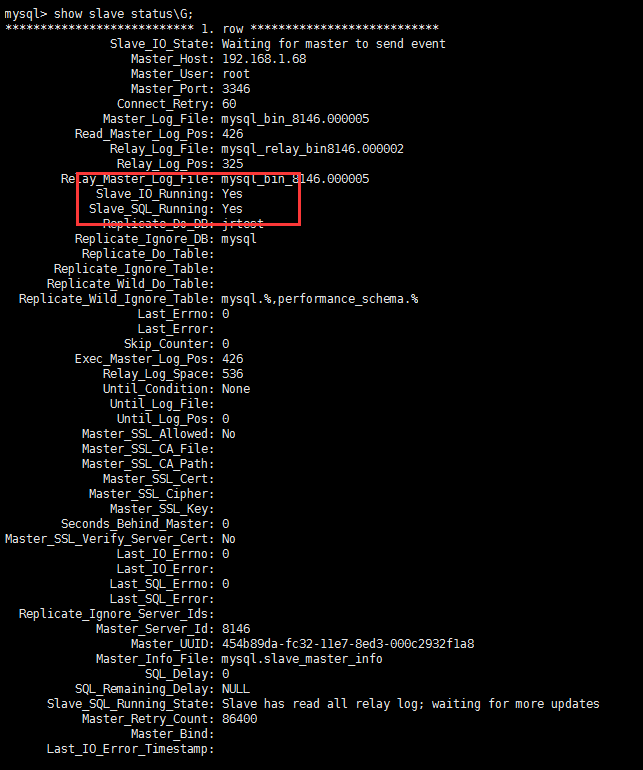 mysql> show slave status\G;
*************************** 1. row ***************************
Slave_IO_State: Waiting for master to send event
Master_Host: 192.168.1.68
Master_User: root
Master_Port: 3346
Connect_Retry: 60
Master_Log_File: mysql_bin_8146.000005
Read_Master_Log_Pos: 426
Relay_Log_File: mysql_relay_bin8146.000002
Relay_Log_Pos: 325
Relay_Master_Log_File: mysql_bin_8146.000005
Slave_IO_Running: Yes
Slave_SQL_Running: Yes
Replicate_Do_DB: jrtest
Replicate_Ignore_DB: mysql
Replicate_Do_Table:
Replicate_Ignore_Table:
Replicate_Wild_Do_Table:
Replicate_Wild_Ignore_Table: mysql.%,performance_schema.%
Last_Errno: 0
Last_Error:
Skip_Counter: 0
Exec_Master_Log_Pos: 426
Relay_Log_Space: 536
Until_Condition: None
Until_Log_File:
Until_Log_Pos: 0
Master_SSL_Allowed: No
Master_SSL_CA_File:
Master_SSL_CA_Path:
Master_SSL_Cert:
Master_SSL_Cipher:
Master_SSL_Key:
Seconds_Behind_Master: 0
Master_SSL_Verify_Server_Cert: No
Last_IO_Errno: 0
Last_IO_Error:
Last_SQL_Errno: 0
Last_SQL_Error:
Replicate_Ignore_Server_Ids:
Master_Server_Id: 8146
Master_UUID: 454b89da-fc32-11e7-8ed3-000c2932f1a8
Master_Info_File: mysql.slave_master_info
SQL_Delay: 0
SQL_Remaining_Delay: NULL
Slave_SQL_Running_State: Slave has read all relay log; waiting for more updates
Master_Retry_Count: 86400
Master_Bind:
Last_IO_Error_Timestamp: